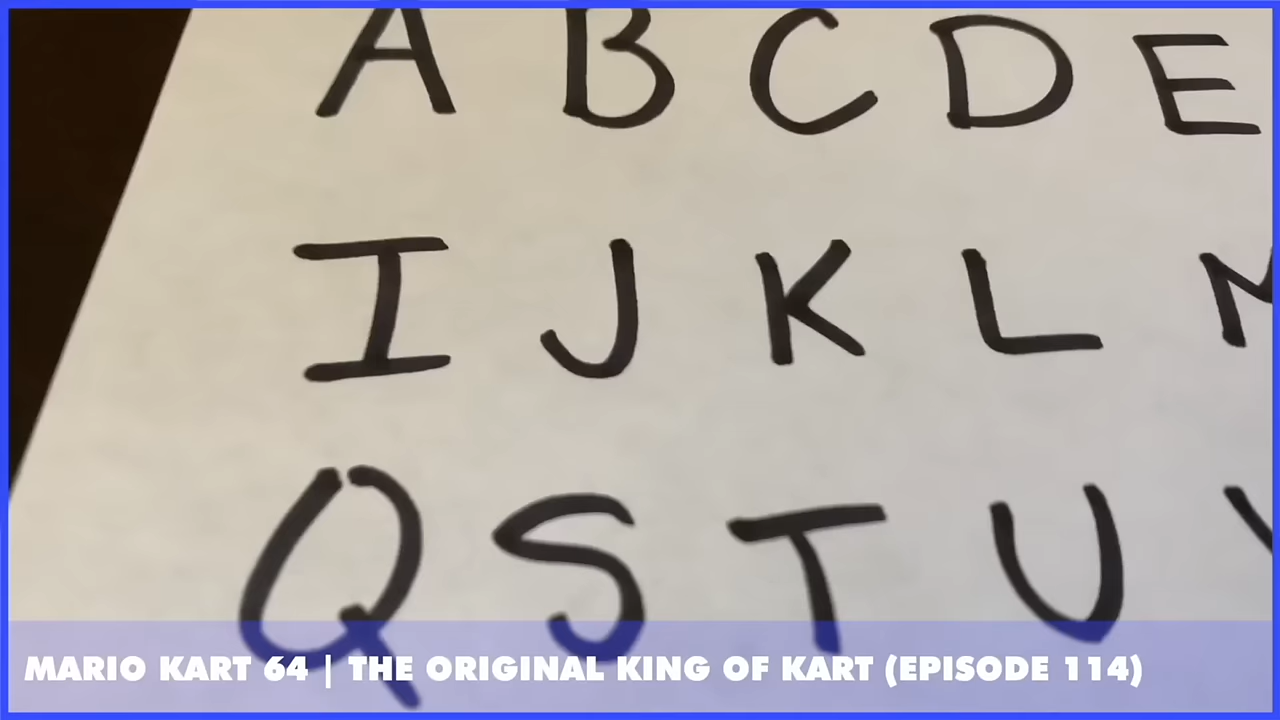 A B C D E
I J K L M
Q S T U V
MARIO KART 64 | THE ORIGINAL KING OF KART (EPISODE 114)